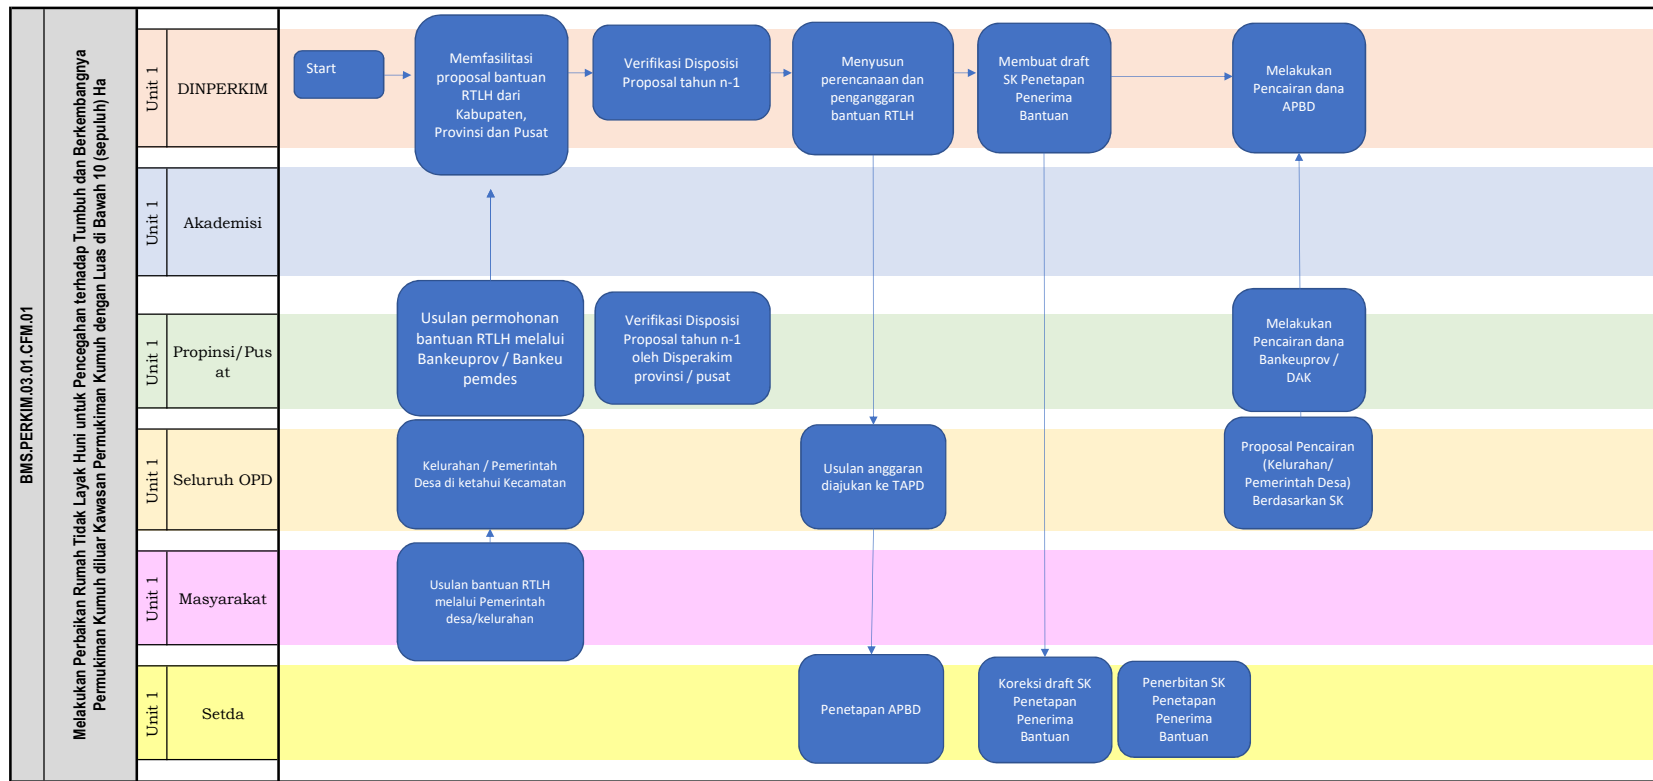 BMS.PERKIM.03.01.CFM.01
Melakukan Perbaikan Rumah Tidak Layak Huni untuk Pencegahan terhadap Tumbuh dan Berkembangnya
Permukiman Kumuh diluar Kawasan Permukiman Kumuh dengan Luas di Bawah 10 (sepuluh) Ha
Unit 1
DINPERKIM
Start
Memfasilitasi
proposal bantuan
RTLH dari
Kabupaten,
Provinsi dan Pusat
Verifikasi Disposisi
Proposal tahun n-1
Menyusun
perencanaan dan
penganggaran
bantuan RTLH
Membuat draft
SK Penetapan
Penerima
Bantuan
Melakukan
Pencairan dana
APBD
Unit 1
Akademisi
Unit 1
Propinsi/Pus
at
Usulan permohonan
bantuan RTLH melalui
Bankeuprov / Bankeu
pemdes
Verifikasi Disposisi
Proposal tahun n-1
oleh Disperakim
provinsi / pusat
Melakukan
Pencairan dana
Bankeuprov /
DAK
Unit 1
Seluruh OPD
Kelurahan / Pemerintah
Desa di ketahui Kecamatan
Usulan anggaran
diajukan ke TAPD
Proposal Pencairan
(Kelurahan/
Pemerintah Desa)
Berdasarkan SK
Unit 1
Masyarakat
Usulan bantuan RTLH
melalui Pemerintah
desa/kelurahan
Unit 1
Setda
Penetapan APBD
Koreksi draft SK
Penetapan
Penerima
Bantuan
Penerbitan SK
Penetapan
Penerima
Bantuan